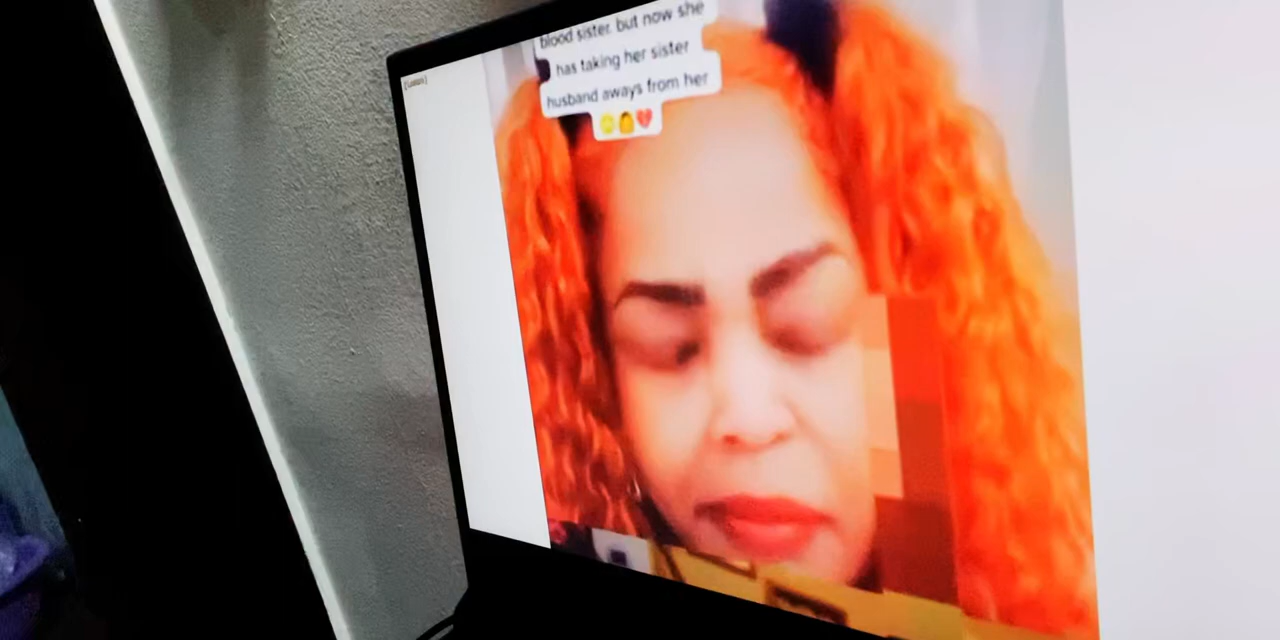 blood sister. but now she
has taking her sister
husband aways from her
🙄🤷💔